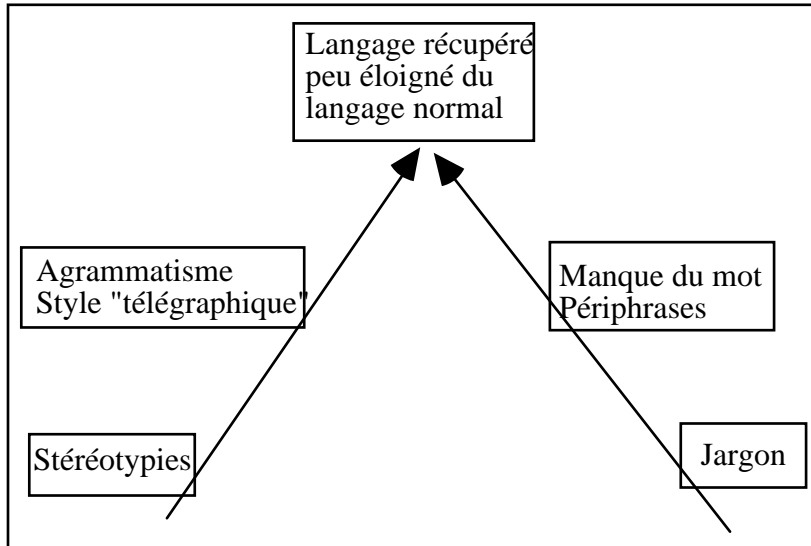 Langage récupéré
peu éloigné du
langage normal
Agrammatisme
Style "télégraphique"
Manque du mot
Périphrases
Stéréotypies
Jargon